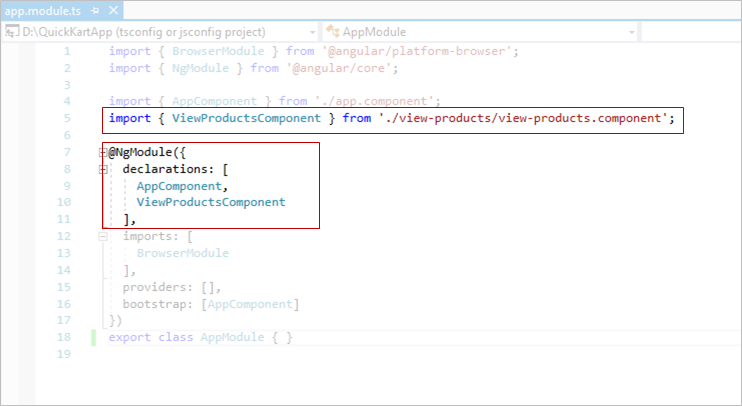 app.module.ts
D:\QuickKartApp (tsconfig or jsconfig project) AppModule
1 import { BrowserModule } from '@angular/platform-browser';
2 import { NgModule } from '@angular/core';
3
4 import { AppComponent } from './app.component';
5 import { ViewProductsComponent } from './view-products/view-products.component';
6
7 @NgModule({
8 declarations: [
9 AppComponent,
10 ViewProductsComponent
11 ],
12 imports: [
13 BrowserModule
14 ],
15 providers: [],
16 bootstrap: [AppComponent]
17 })
18 export class AppModule { }
19